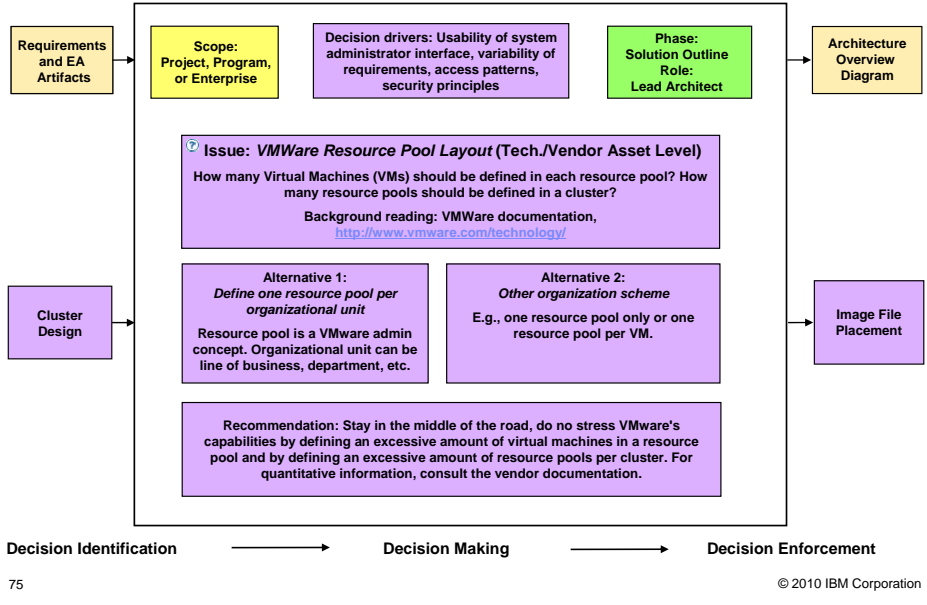 Requirements
and EA
Artifacts
Scope:
Project, Program,
or Enterprise
Decision drivers: Usability of system
administrator interface, variability of
requirements, access patterns,
security principles
Phase:
Solution Outline
Role:
Lead Architect
Architecture
Overview
Diagram
? Issue: VMWare Resource Pool Layout (Tech./Vendor Asset Level)
How many Virtual Machines (VMs) should be defined in each resource pool? How
many resource pools should be defined in a cluster?
Background reading: VMWare documentation,
http://www.vmware.com/technology/
Cluster
Design
Alternative 1:
Define one resource pool per
organizational unit
Resource pool is a VMware admin
concept. Organizational unit can be
line of business, department, etc.
Alternative 2:
Other organization scheme
E.g., one resource pool only or one
resource pool per VM.
Image File
Placement
Recommendation: Stay in the middle of the road, do no stress VMware's
capabilities by defining an excessive amount of virtual machines in a resource
pool and by defining an excessive amount of resource pools per cluster. For
quantitative information, consult the vendor documentation.
Decision Identification
Decision Making
Decision Enforcement
75
© 2010 IBM Corporation